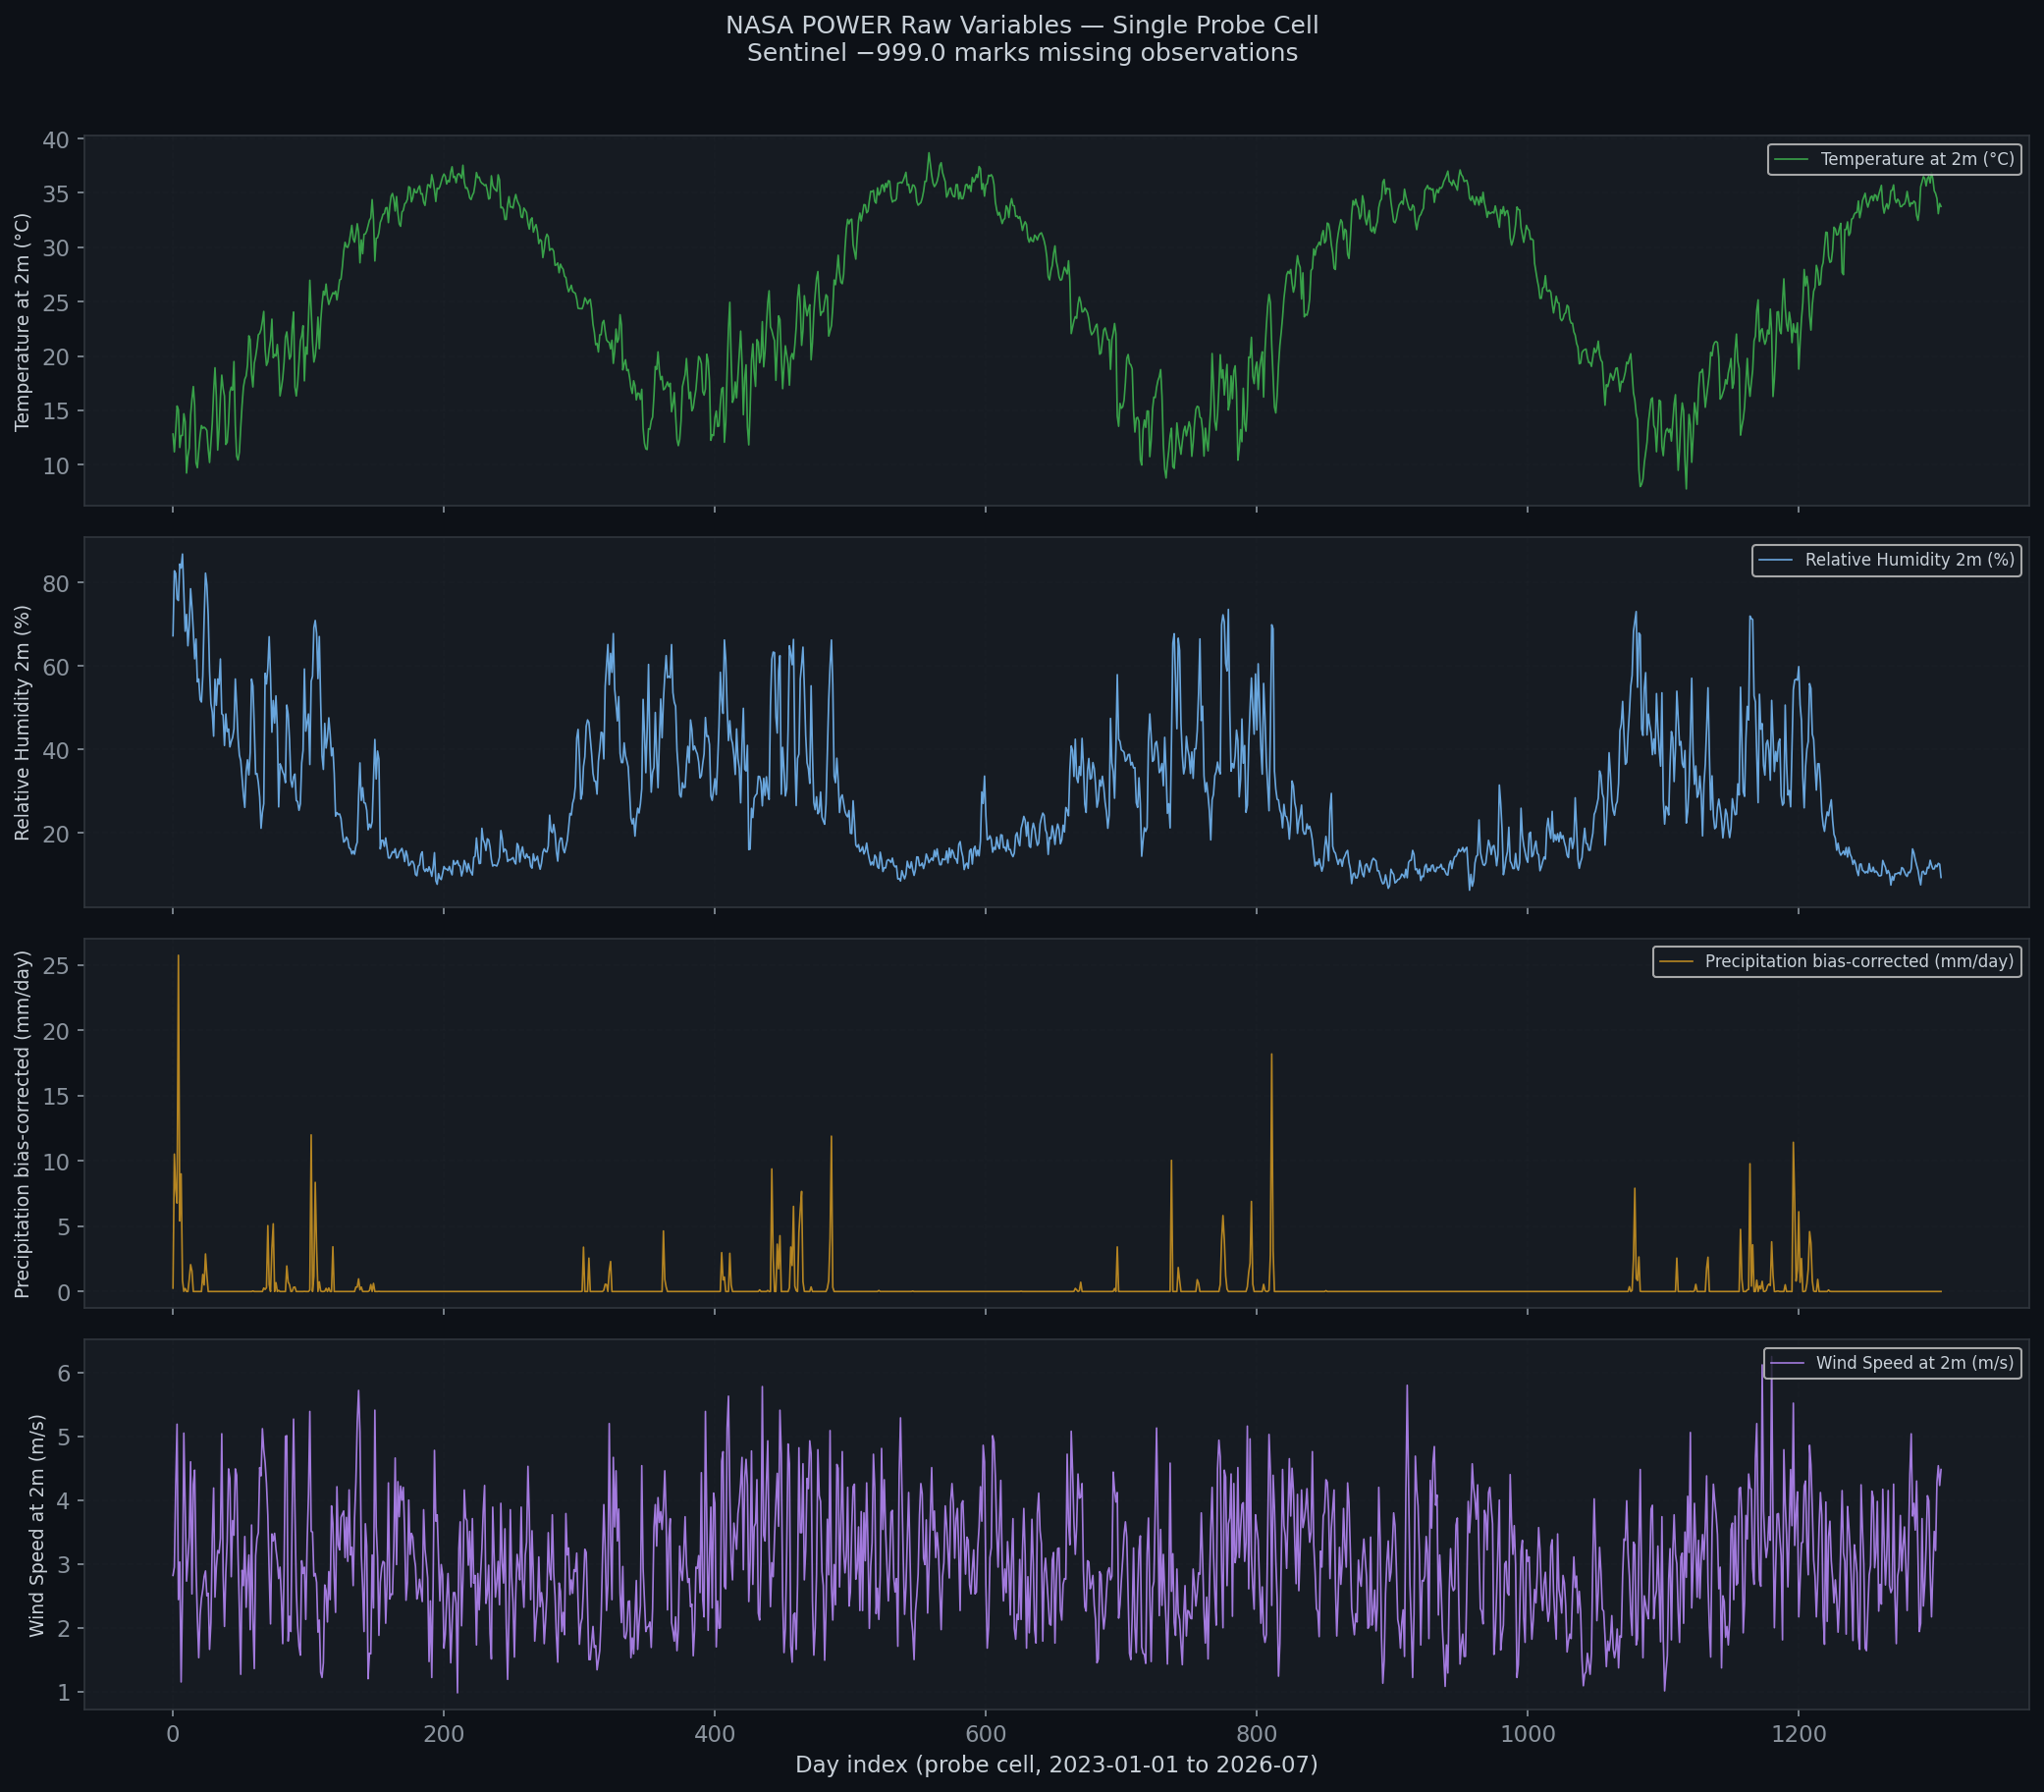 NASA POWER Raw Variables — Single Probe Cell
Sentinel −999.0 marks missing observations
Temperature at 2m (°C)
40
35
30
25
20
15
10
Temperature at 2m (°C)
Relative Humidity 2m (%)
80
60
40
20
Relative Humidity 2m (%)
Precipitation bias-corrected (mm/day)
25
20
15
10
5
0
Precipitation bias-corrected (mm/day)
Wind Speed at 2m (m/s)
6
5
4
3
2
1
Wind Speed at 2m (m/s)
0 200 400 600 800 1000 1200
Day index (probe cell, 2023-01-01 to 2026-07)